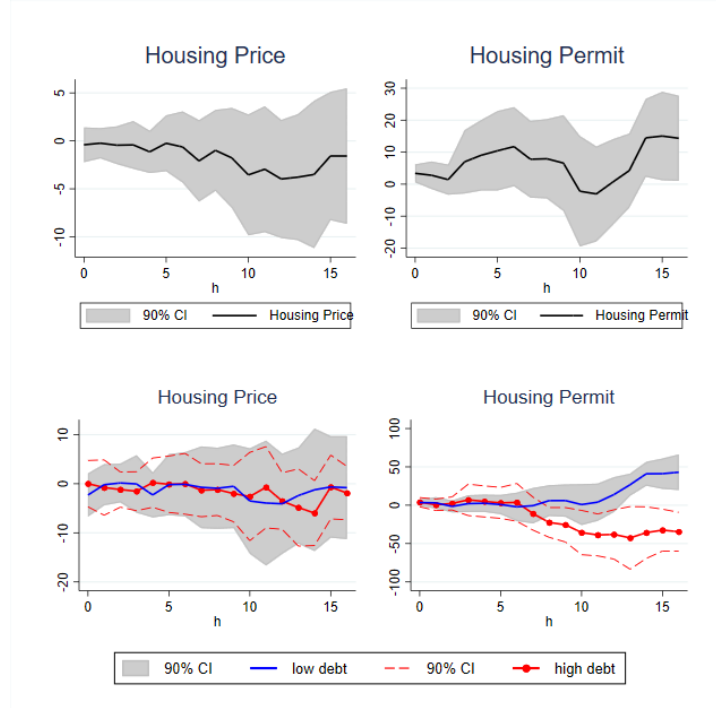 Housing Price
5
0
-5
-10
0 5 10 15
h
90% CI Housing Price
Housing Permit
30
20
10
0
-10
-20
0 5 10 15
h
90% CI Housing Permit
Housing Price
10
0
-10
-20
0 5 10 15
h
Housing Permit
100
50
0
-50
-100
0 5 10 15
h
90% CI low debt 90% CI high debt